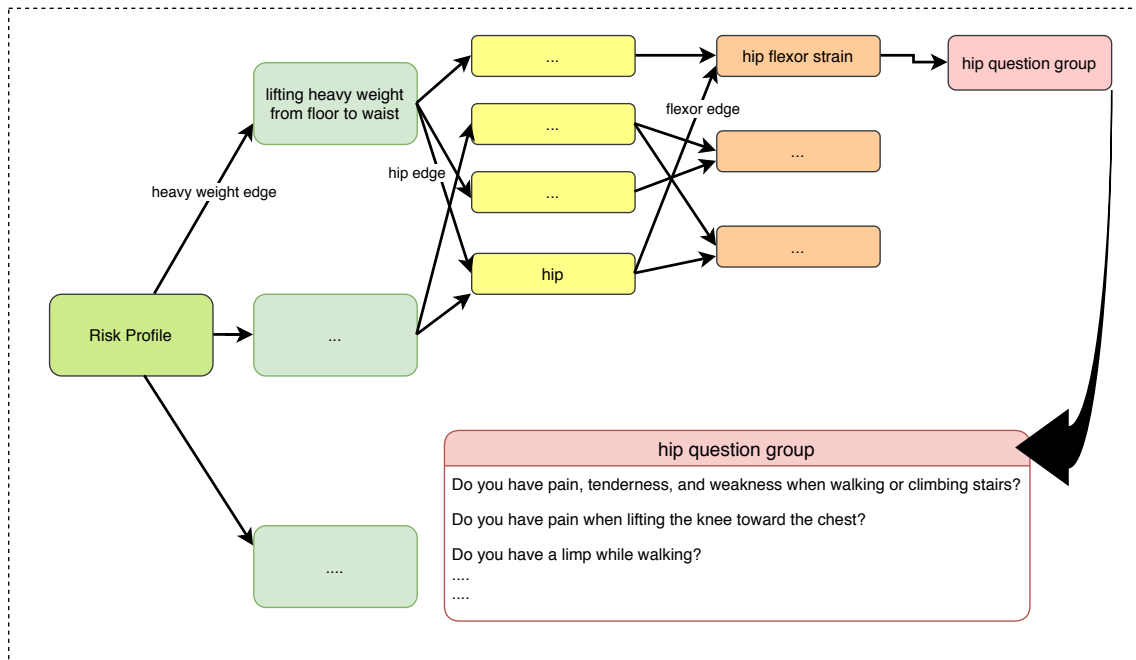 ...
hip flexor strain
hip question group
lifting heavy weight
from floor to waist
flexor edge
...
...
hip edge
heavy weight edge
...
...
hip
Risk Profile
...
hip question group
Do you have pain, tenderness, and weakness when walking or climbing stairs?
Do you have pain when lifting the knee toward the chest?
Do you have a limp while walking?
....
....
....